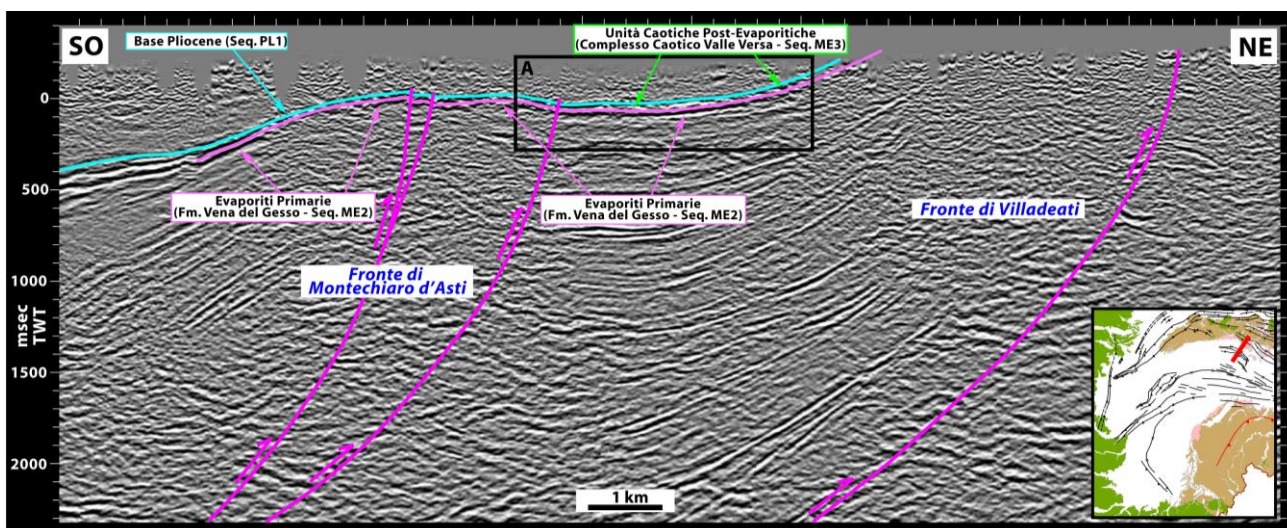 SO
Base Pliocene (Seq. PL1)
Unità Caotiche Post-Evaporitiche
(Complesso Caotico Valle Versa - Seq. ME3)
NE
A
0
Evaporiti Primarie
(Fm. Vena del Gesso - Seq. ME2)
Evaporiti Primarie
(Fm. Vena del Gesso - Seq. ME2)
500
Fronte di Villadeati
Fronte di
Montechiaro d'Asti
1000
msec
TWT
1500
2000
1 km